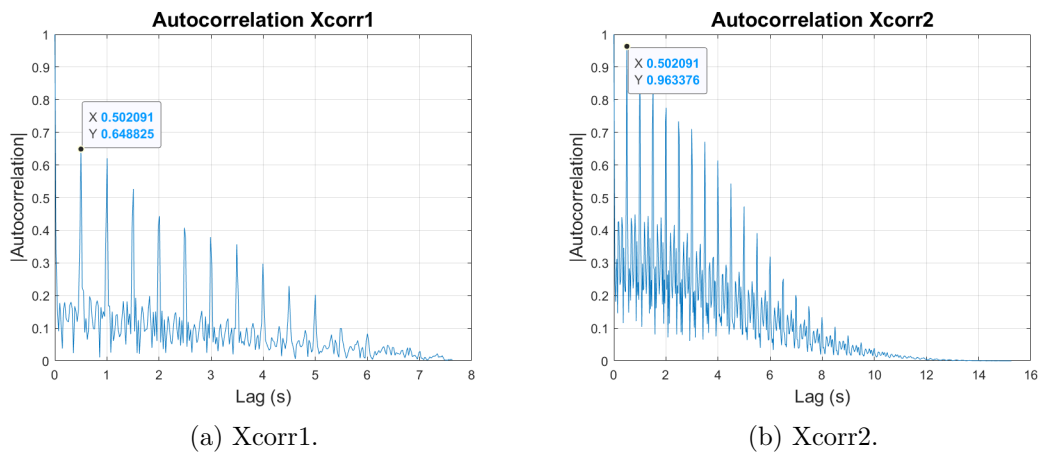 Autocorrelation Xcorr1
|Autocorrelation|
1
0.9
0.8
0.7
0.6
0.5
0.4
0.3
0.2
0.1
0
X 0.502091
Y 0.648825
0 1 2 3 4 5 6 7 8
Lag (s)
(a) Xcorr1.
Autocorrelation Xcorr2
|Autocorrelation|
1
0.9
0.8
0.7
0.6
0.5
0.4
0.3
0.2
0.1
0
X 0.502091
Y 0.963376
0 2 4 6 8 10 12 14 16
Lag (s)
(b) Xcorr2.